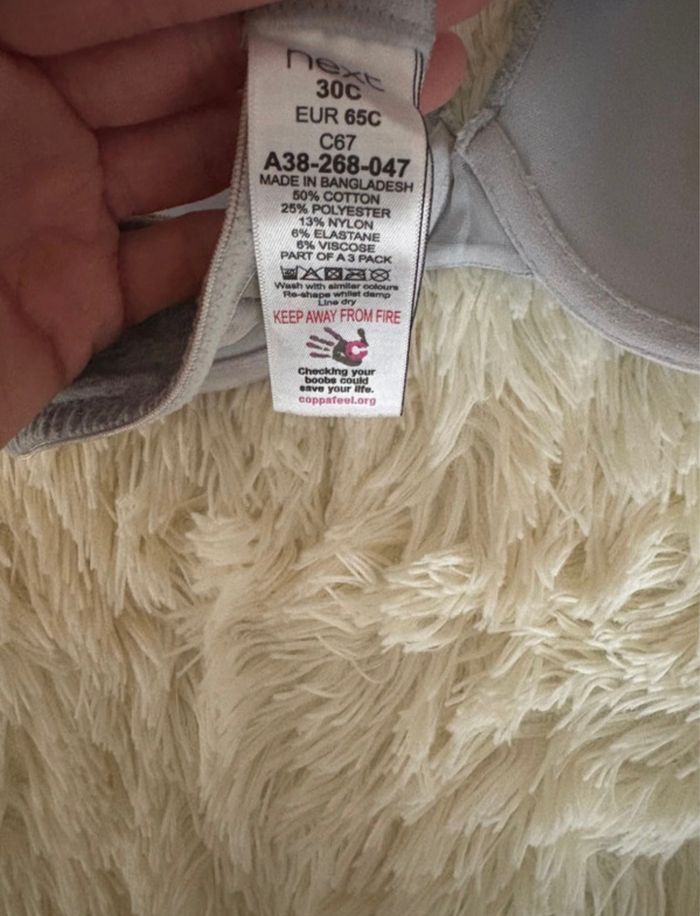 next
30C
EUR 65C
C67
A38-268-047
MADE IN BANGLADESH
50% COTTON
25% POLYESTER
13% NYLON
6% ELASTANE
6% VISCOSE
PART OF A 3 PACK
Wash with similar colours
Re-shape whilst damp
Line dry
KEEP AWAY FROM FIRE
Checking your
boobs could
save your life.
coppafeel.org